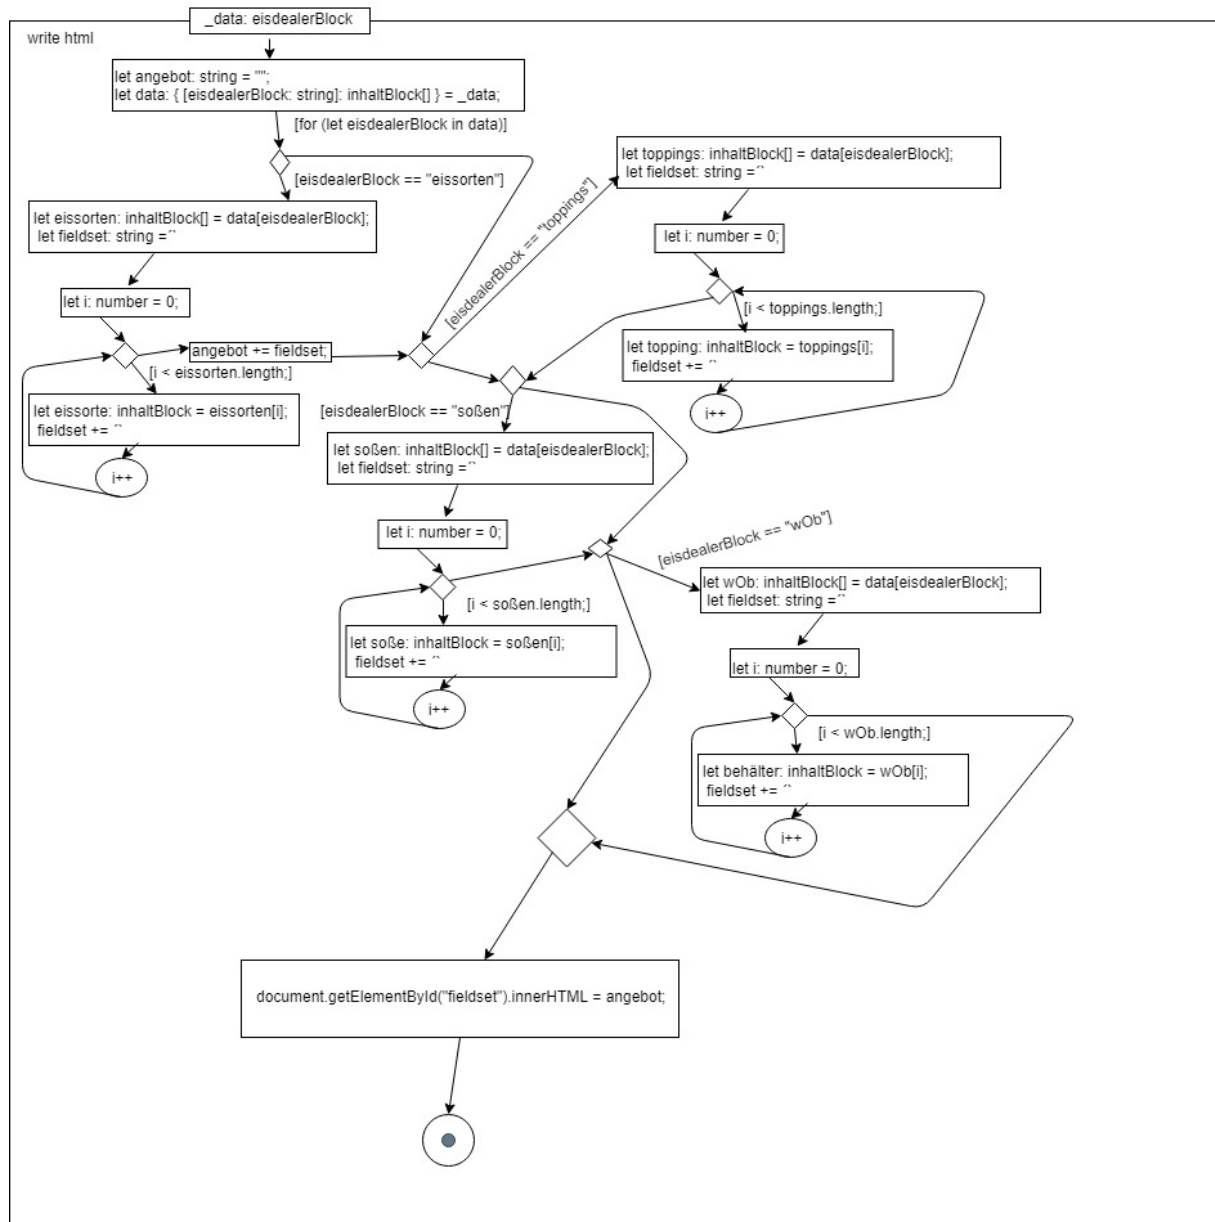 _data: eisdealerBlock
write html
let angebot: string = "";
let data: { [eisdealerBlock: string]: inhaltBlock[] } = _data;
[for (let eisdealerBlock in data)]
[eisdealerBlock == "eissorten"]
let eissorten: inhaltBlock[] = data[eisdealerBlock];
let fieldset: string =´`
let i: number = 0;
angebot += fieldset;
[i < eissorten.length;]
let eissorte: inhaltBlock = eissorten[i];
fieldset += ´`
i++
[eisdealerBlock == "toppings"]
let toppings: inhaltBlock[] = data[eisdealerBlock];
let fieldset: string =´`
let i: number = 0;
[i < toppings.length;]
let topping: inhaltBlock = toppings[i];
fieldset += ´`
i++
[eisdealerBlock == "soßen"]
let soßen: inhaltBlock[] = data[eisdealerBlock];
let fieldset: string =´`
let i: number = 0;
[i < soßen.length;]
let soße: inhaltBlock = soßen[i];
fieldset += ´`
i++
[eisdealerBlock == "wOb"]
let wOb: inhaltBlock[] = data[eisdealerBlock];
let fieldset: string =´`
let i: number = 0;
[i < wOb.length;]
let behälter: inhaltBlock = wOb[i];
fieldset += ´`
i++
document.getElementById("fieldset").innerHTML = angebot;